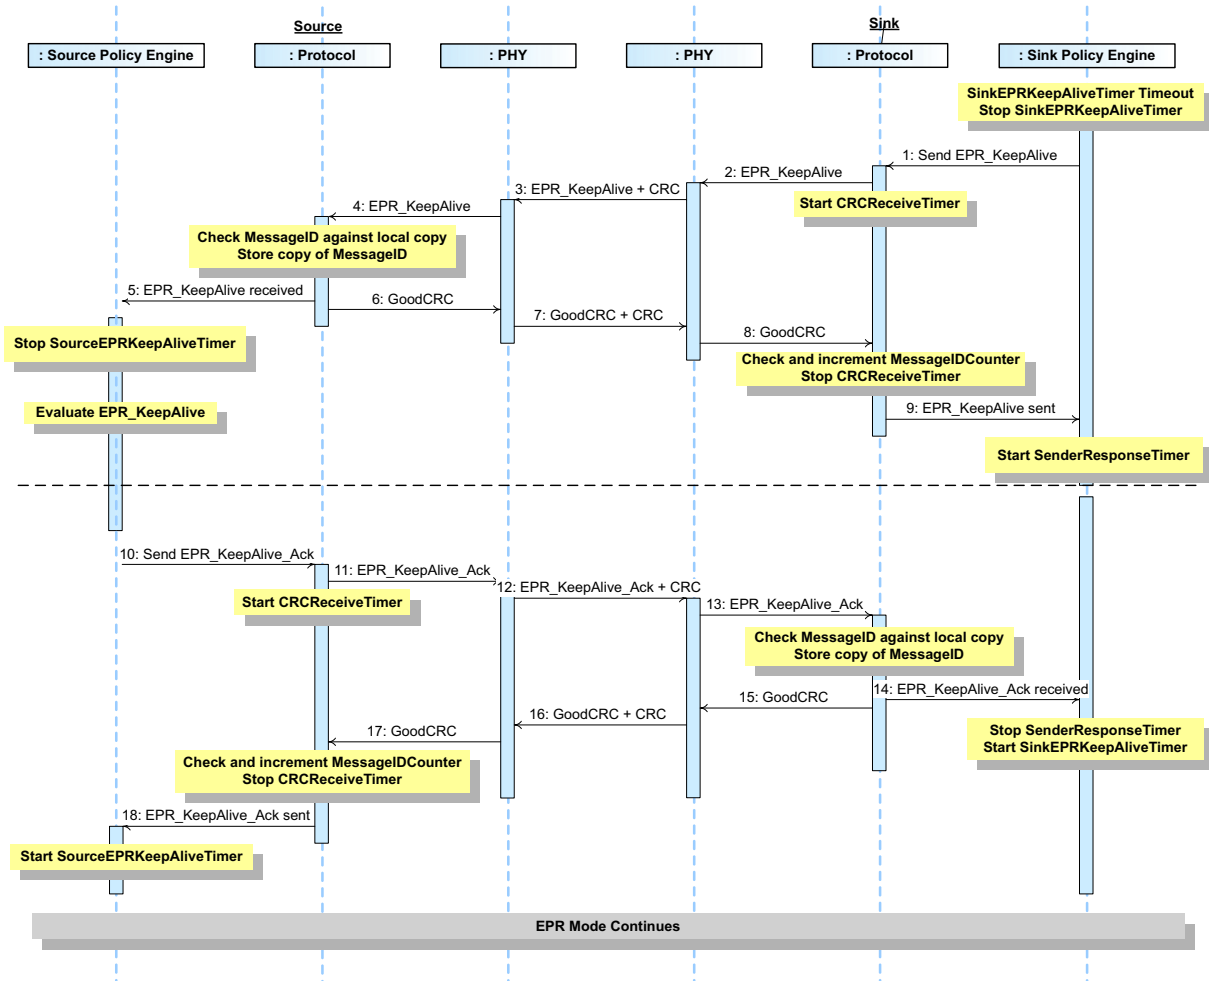 Source
Sink
: Source Policy Engine
: Protocol
: PHY
: PHY
: Protocol
: Sink Policy Engine
SinkEPRKeepAliveTimer Timeout
Stop SinkEPRKeepAliveTimer
1: Send EPR_KeepAlive
2: EPR_KeepAlive
3: EPR_KeepAlive + CRC
Start CRCReceiveTimer
4: EPR_KeepAlive
Check MessageID against local copy
Store copy of MessageID
5: EPR_KeepAlive received
6: GoodCRC
7: GoodCRC + CRC
8: GoodCRC
Stop SourceEPRKeepAliveTimer
Check and increment MessageIDCounter
Stop CRCReceiveTimer
Evaluate EPR_KeepAlive
9: EPR_KeepAlive sent
Start SenderResponseTimer
10: Send EPR_KeepAlive_Ack
11: EPR_KeepAlive_Ack
12: EPR_KeepAlive_Ack + CRC
Start CRCReceiveTimer
13: EPR_KeepAlive_Ack
Check MessageID against local copy
Store copy of MessageID
14: EPR_KeepAlive_Ack received
15: GoodCRC
16: GoodCRC + CRC
17: GoodCRC
Stop SenderResponseTimer
Start SinkEPRKeepAliveTimer
Check and increment MessageIDCounter
Stop CRCReceiveTimer
18: EPR_KeepAlive_Ack sent
Start SourceEPRKeepAliveTimer
EPR Mode Continues